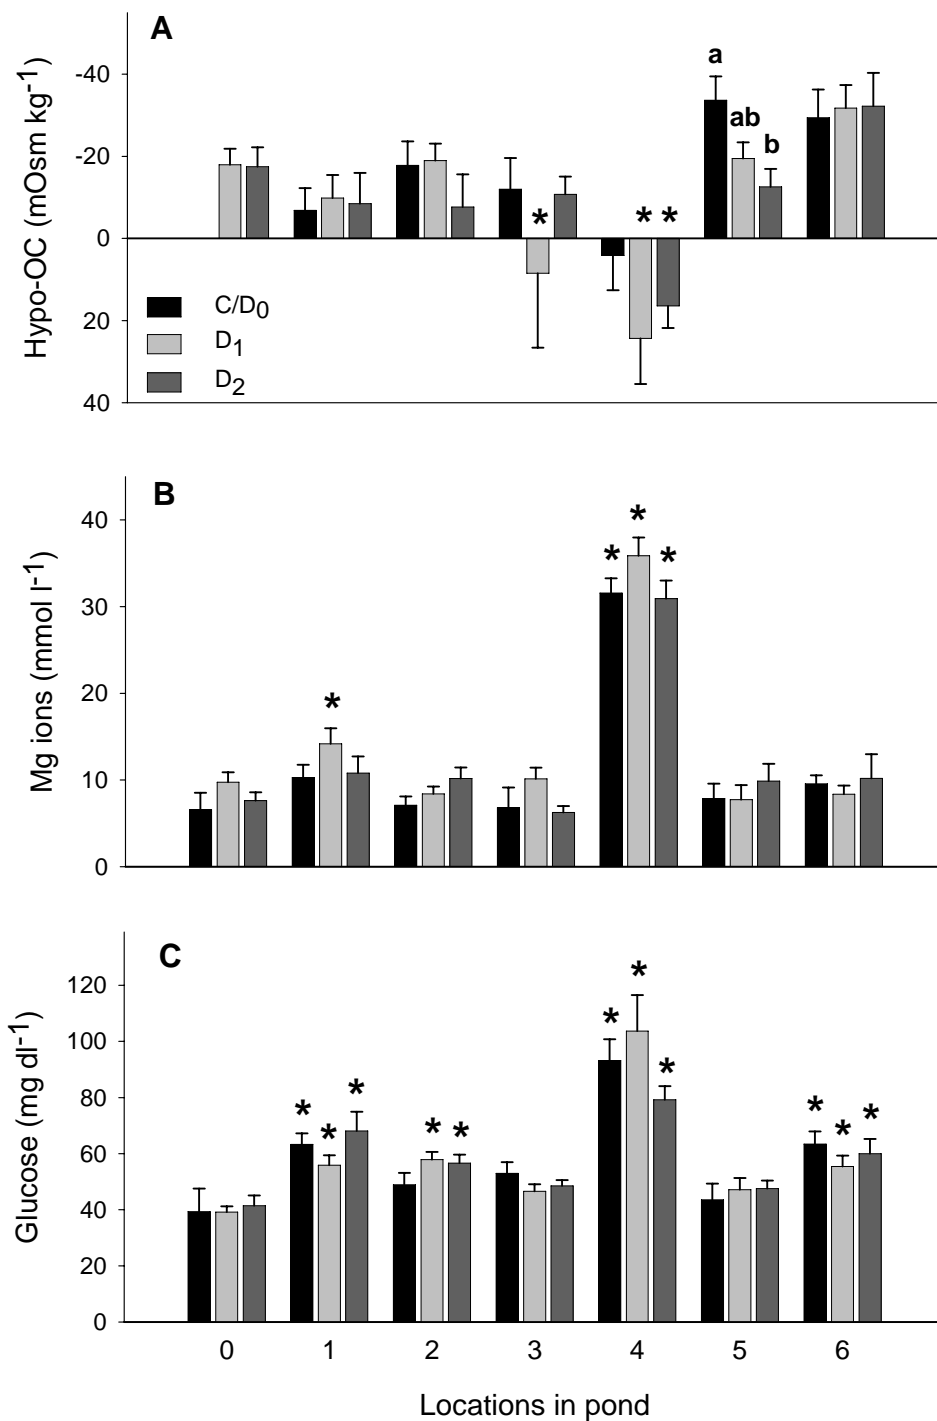 A
Hypo-OC (mOsm kg-1)
-40
-20
0
20
40
a
ab
b
*
* *
C/D0
D1
D2
B
Mg ions (mmol l-1)
40
30
20
10
0
*
* * *
C
Glucose (mg dl-1)
120
100
80
60
40
20
0
* * *
* *
* * *
* * *
0 1 2 3 4 5 6
Locations in pond